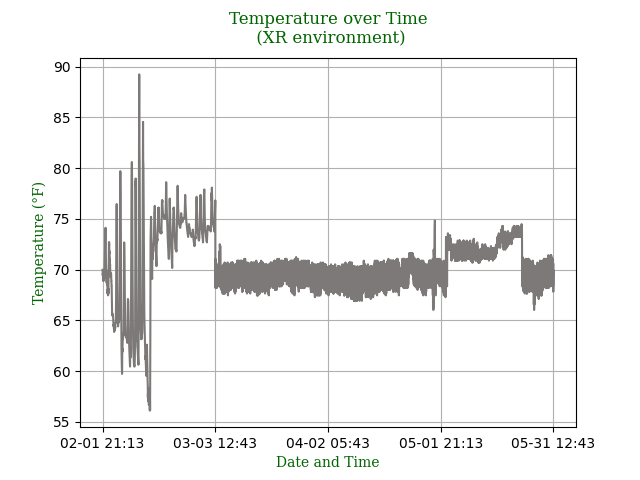 Temperature over Time
(XR environment)
90
85
80
75
70
65
60
55
Temperature (°F)
02-01 21:13 03-03 12:43 04-02 05:43 05-01 21:13 05-31 12:43
Date and Time